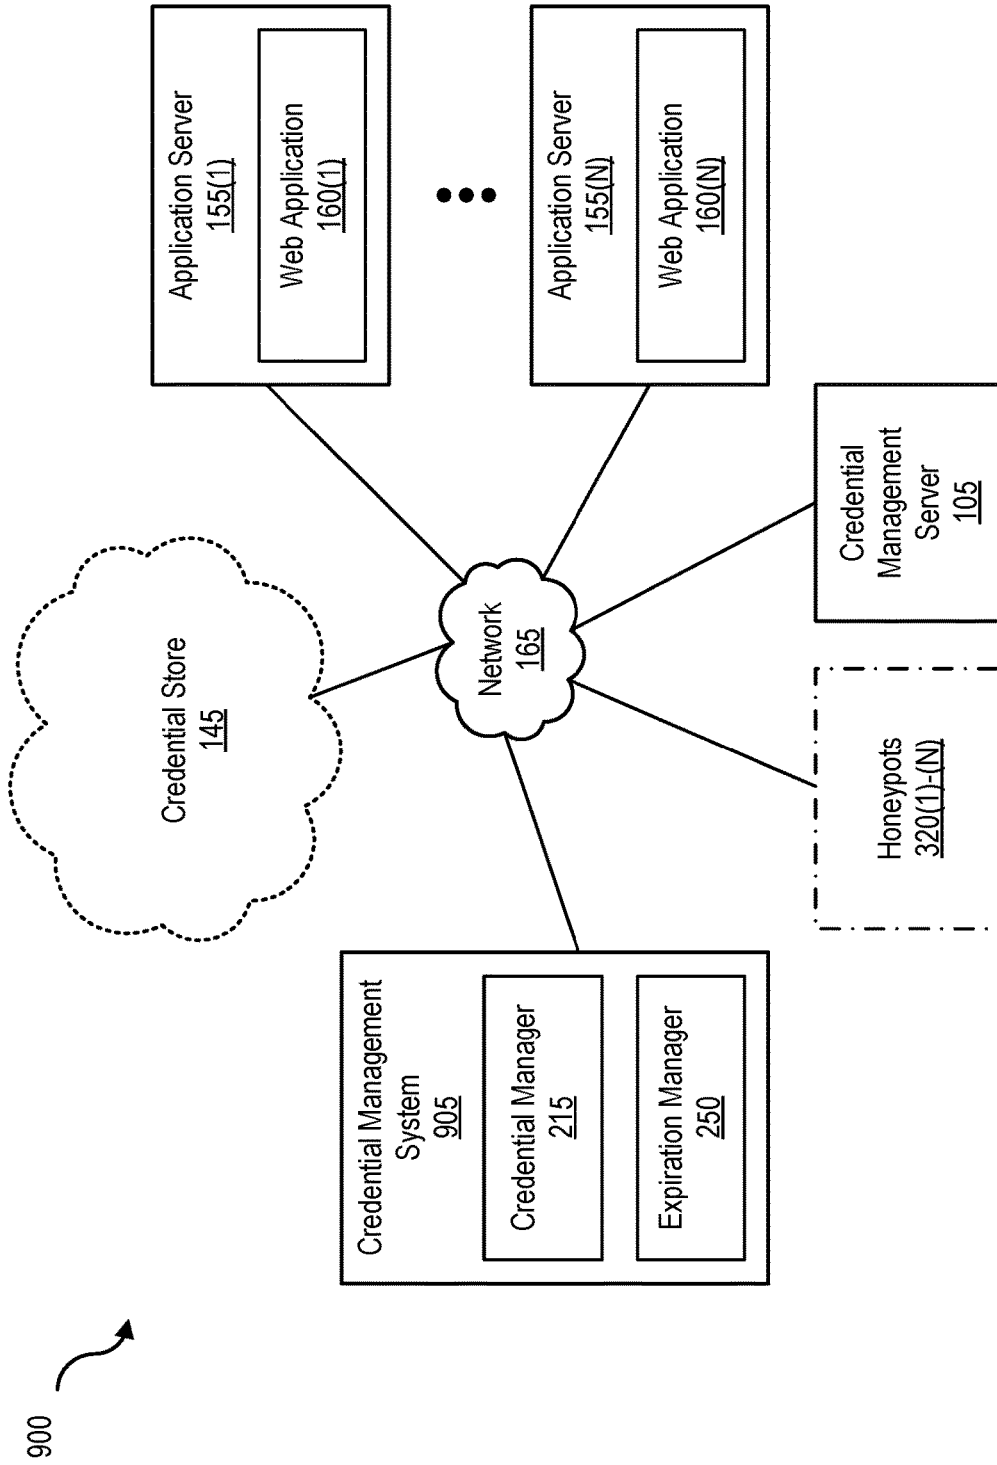 900
Credential Management
System
905
Credential Manager
215
Expiration Manager
250
Credential Store
145
Network
165
Honeypots
320(1)-(N)
Credential
Management
Server
105
Application Server
155(1)
Web Application
160(1)
Application Server
155(N)
Web Application
160(N)